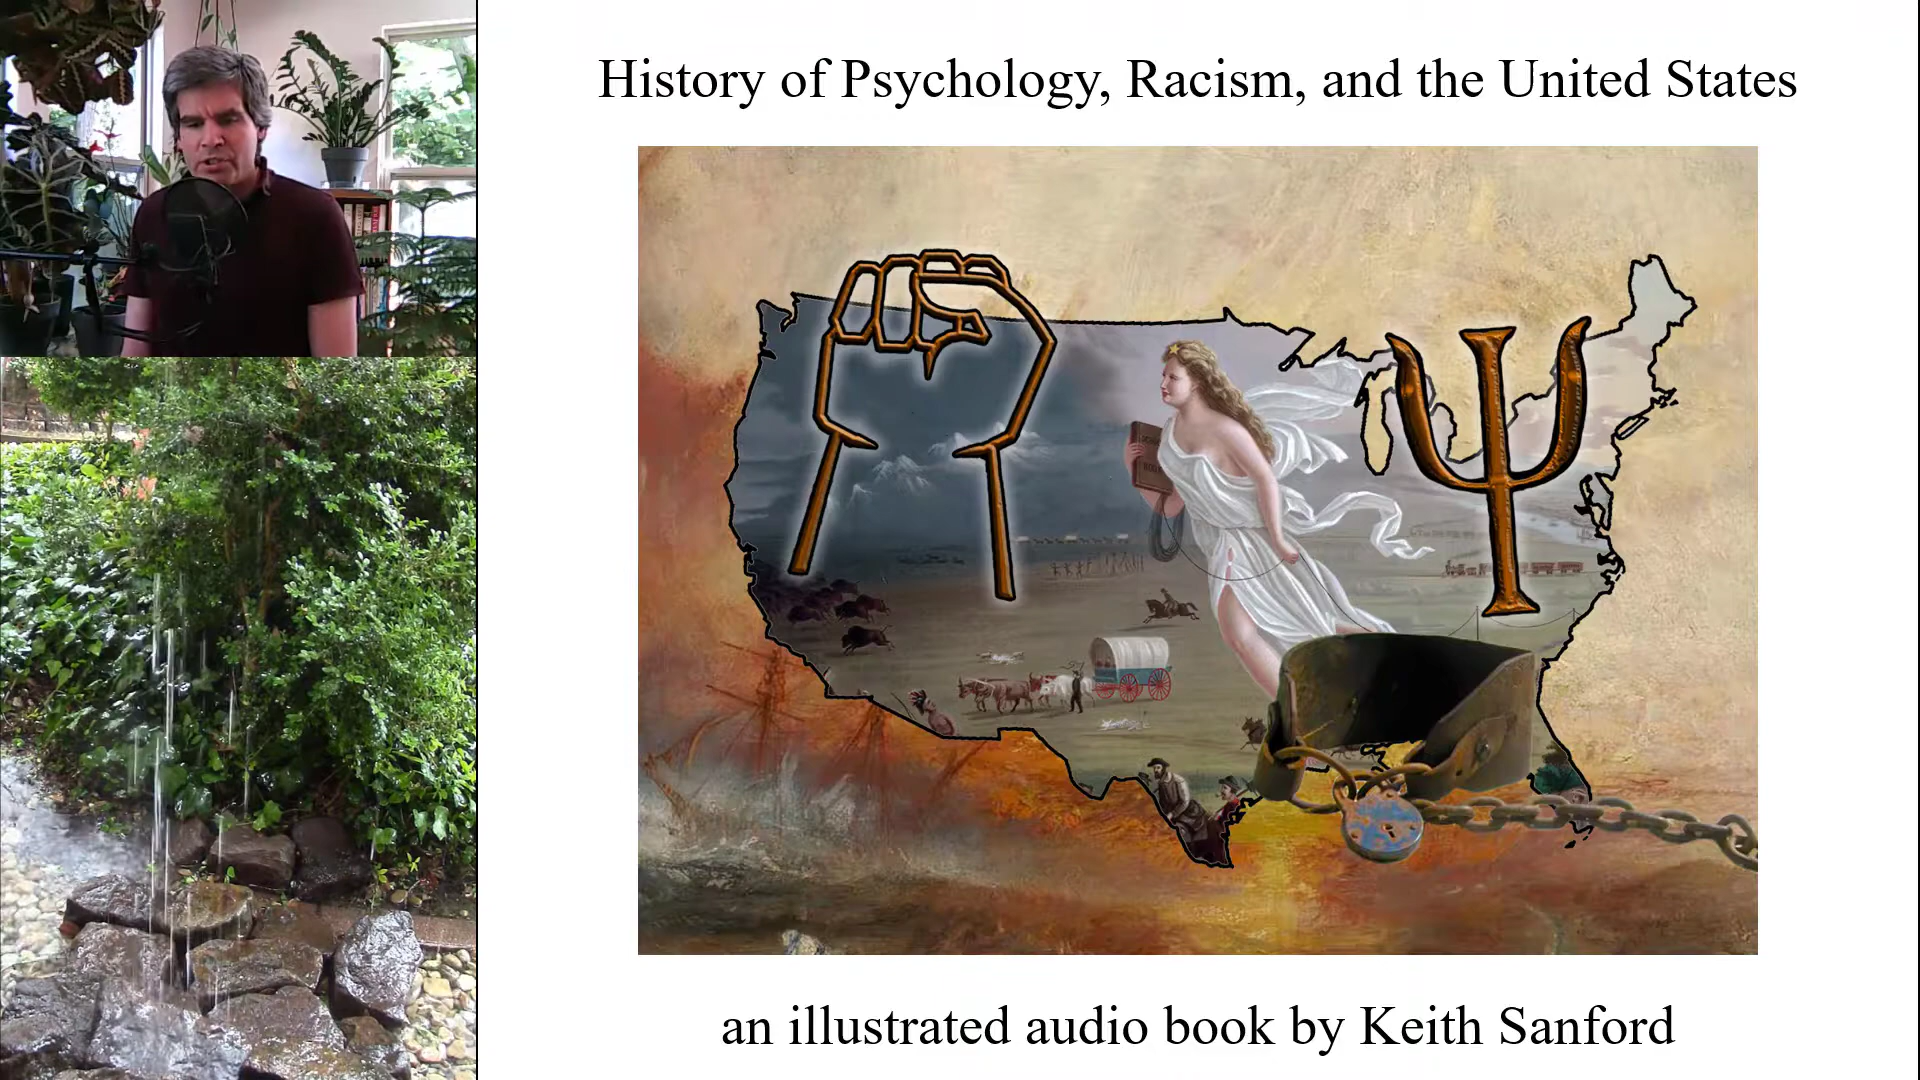 History of Psychology, Racism, and the United States
an illustrated audio book by Keith Sanford